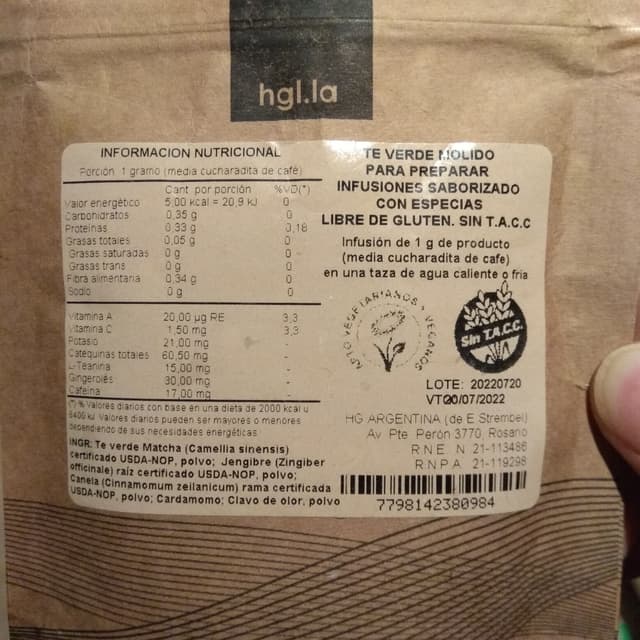 hgl.la
INFORMACION NUTRICIONAL
Porción 1 gramo (media cucharadita de café)
Cant. por porción %VD(*)
Valor energético 5,00 kcal = 20,9 kJ 0
Carbohidratos 0,35 g 0
Proteínas 0,33 g 0,18
Grasas totales 0,05 g 0
Grasas saturadas 0 g 0
Grasas trans 0 g 0
Fibra alimentaria 0,34 g 0
Sodio 0 g 0
Vitamina A 20,00 µg RE 3,3
Vitamina C 1,50 mg 3,3
Potasio 21,00 mg -
Catequinas totales 60,50 mg -
L-Teanina 15,00 mg -
Gingeroles 30,00 mg -
Cafeína 17,00 mg -
(*) % Valores diarios con base en una dieta de 2000 kcal u
8400 kJ. Valores diarios pueden ser mayores o menores
dependiendo de sus necesidades energéticas
INGR: Te verde Matcha (Camellia sinensis)
certificado USDA-NOP, polvo; Jengibre (Zingiber
officinale) raíz certificado USDA-NOP, polvo;
Canela (Cinnamomum zeilanicum) rama certificada
USDA-NOP, polvo; Cardamomo; Clavo de olor, polvo
TE VERDE MOLIDO
PARA PREPARAR
INFUSIONES SABORIZADO
CON ESPECIAS
LIBRE DE GLUTEN. SIN T.A.C.C
Infusión de 1 g de producto
(media cucharadita de cafe)
en una taza de agua caliente o fria
APTO VEGETARIANOS · VEGANOS
Sin T.A.C.C.
LOTE: 20220720
VTO 20/07/2022
HG ARGENTINA (de E.Strembel)
Av. Pte. Perón 3770, Rosario
R N E N 21-113486
R N P A 21-119298
7798142380984